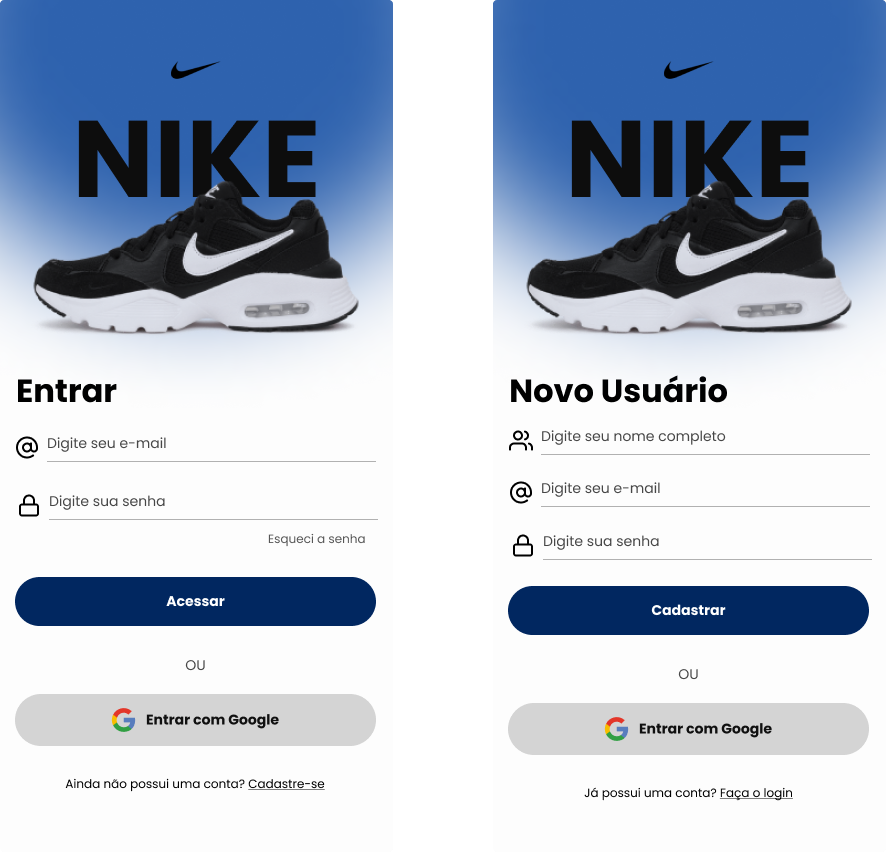 NIKE
Entrar
Digite seu e-mail
Digite sua senha
Esqueci a senha
Acessar
OU
Entrar com Google
Ainda não possui uma conta? Cadastre-se
NIKE
Novo Usuário
Digite seu nome completo
Digite seu e-mail
Digite sua senha
Cadastrar
OU
Entrar com Google
Já possui uma conta? Faça o login